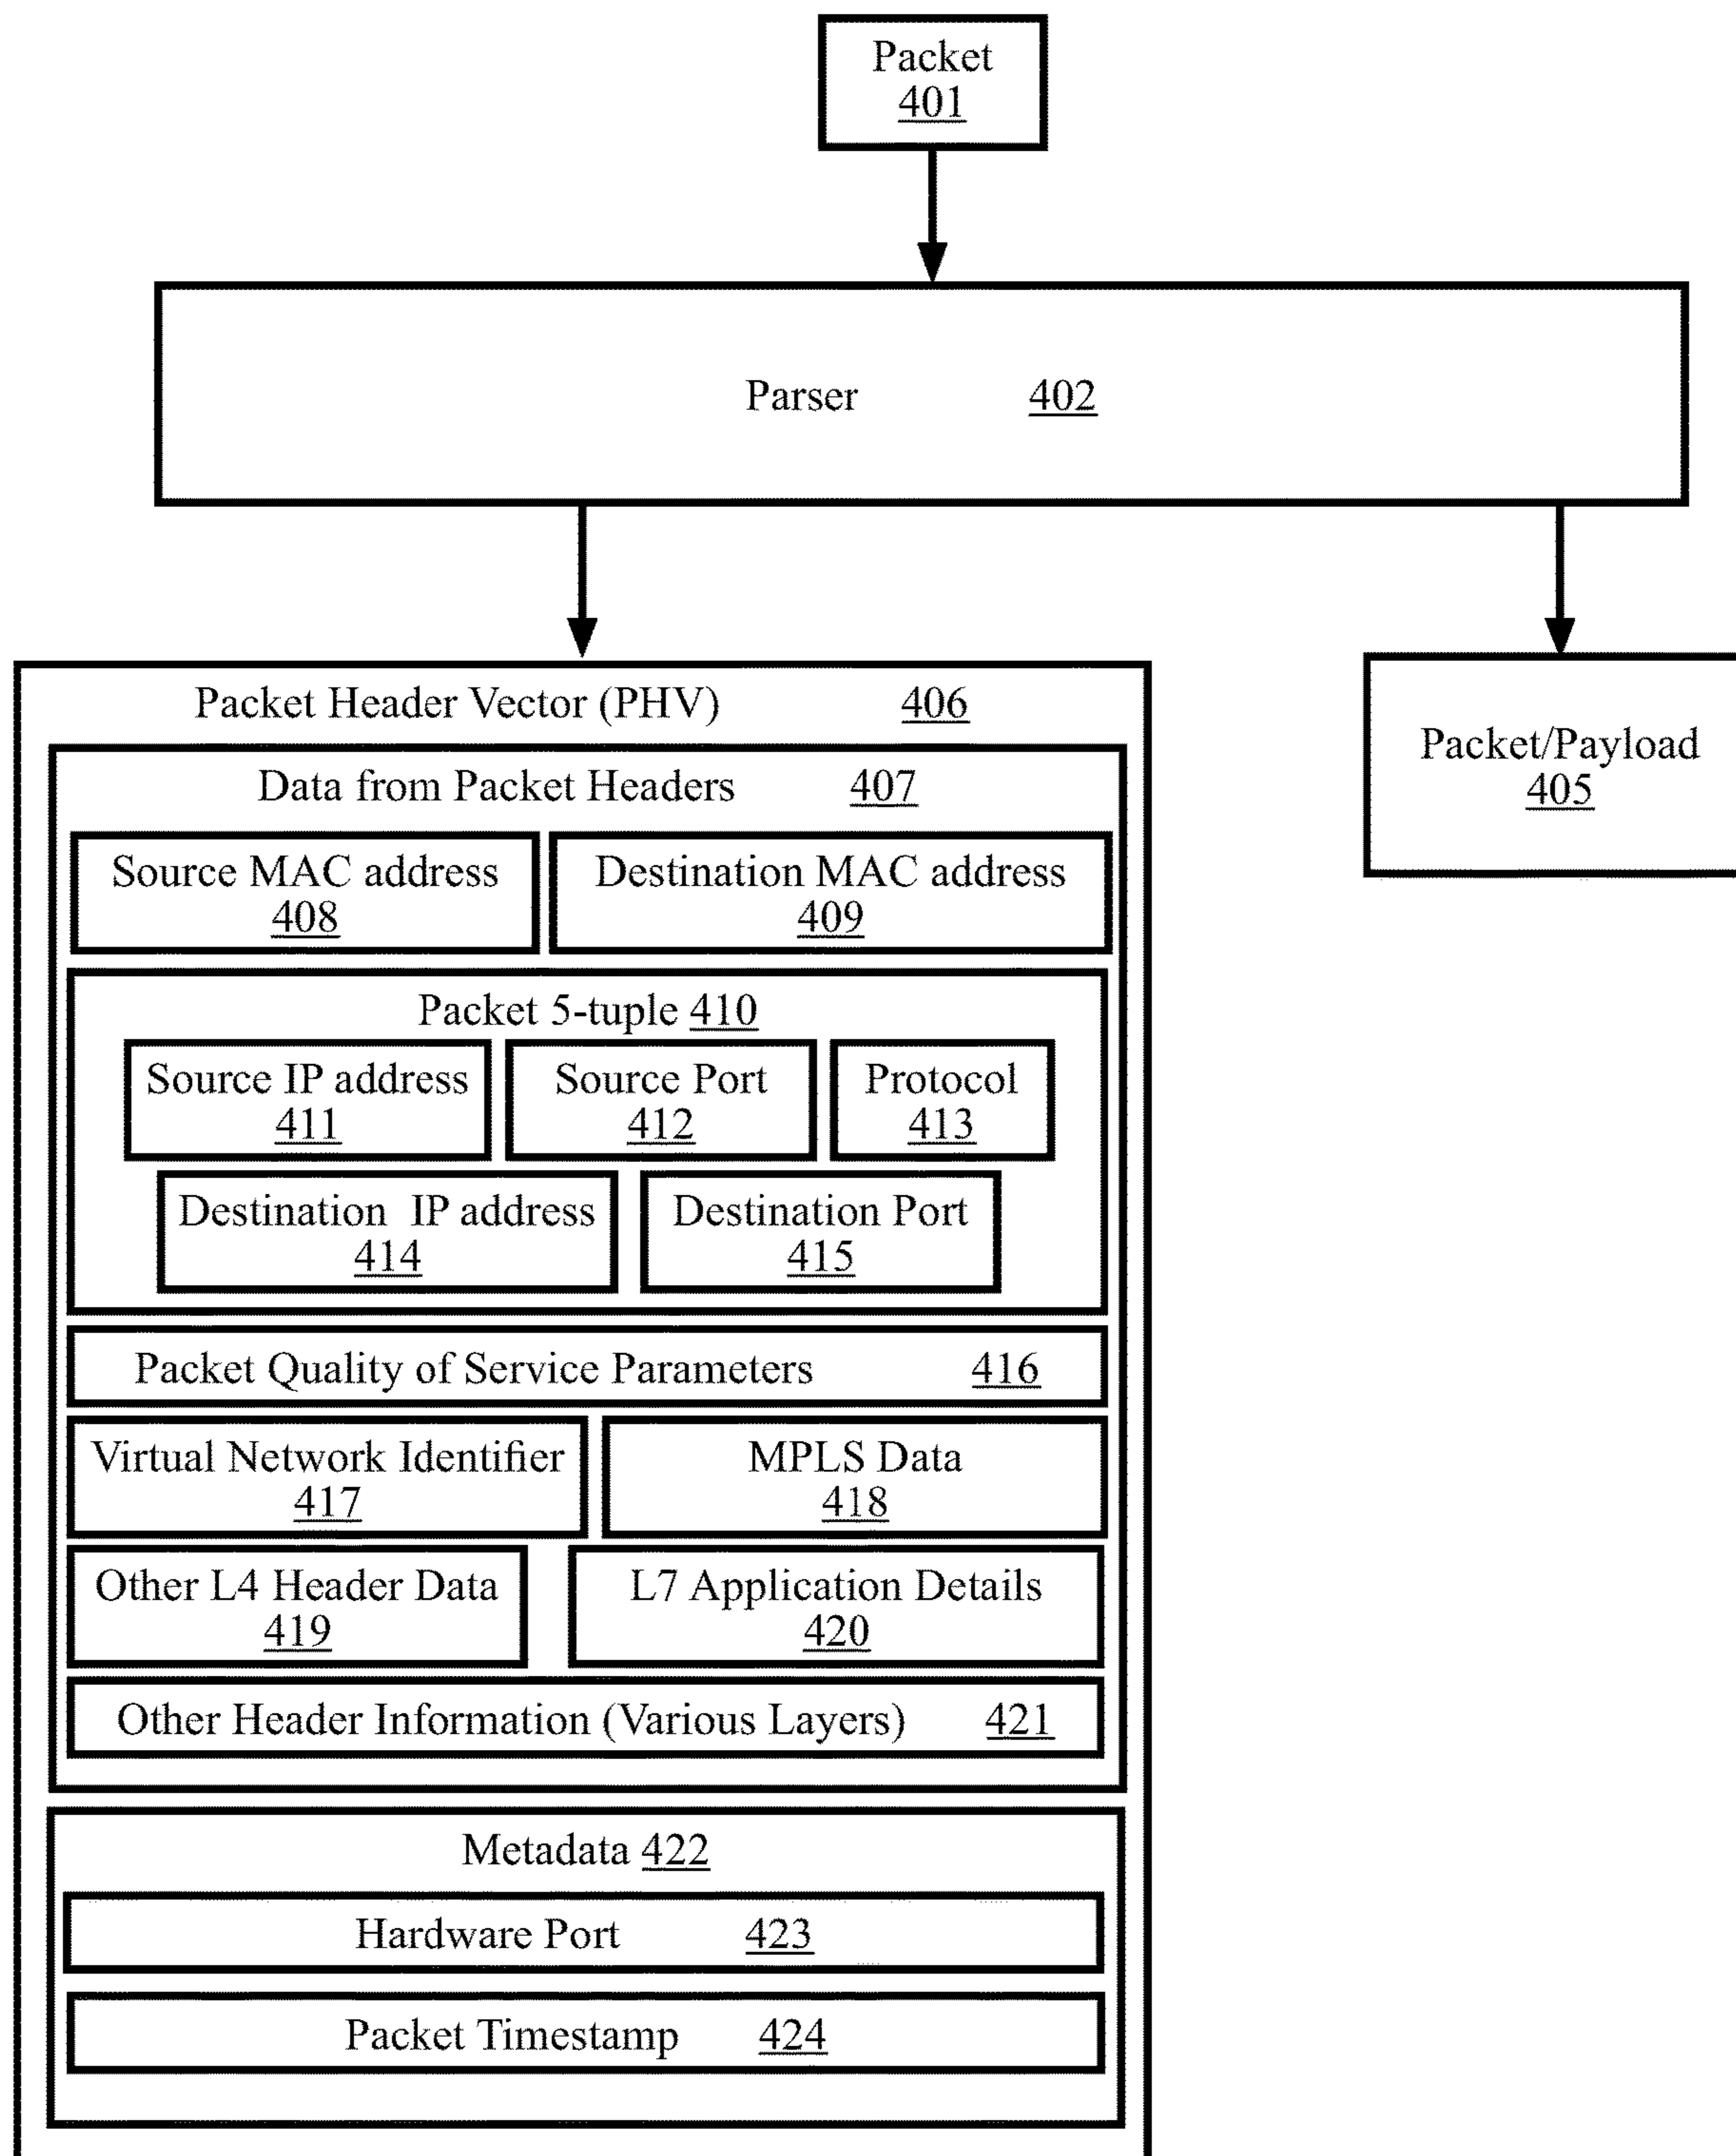 Packet
401
Parser 402
Packet Header Vector (PHV) 406
Data from Packet Headers 407
Source MAC address
408
Destination MAC address
409
Packet 5-tuple 410
Source IP address
411
Source Port
412
Protocol
413
Destination IP address
414
Destination Port
415
Packet Quality of Service Parameters 416
Virtual Network Identifier
417
MPLS Data
418
Other L4 Header Data
419
L7 Application Details
420
Other Header Information (Various Layers) 421
Metadata 422
Hardware Port 423
Packet Timestamp 424
Packet/Payload
405